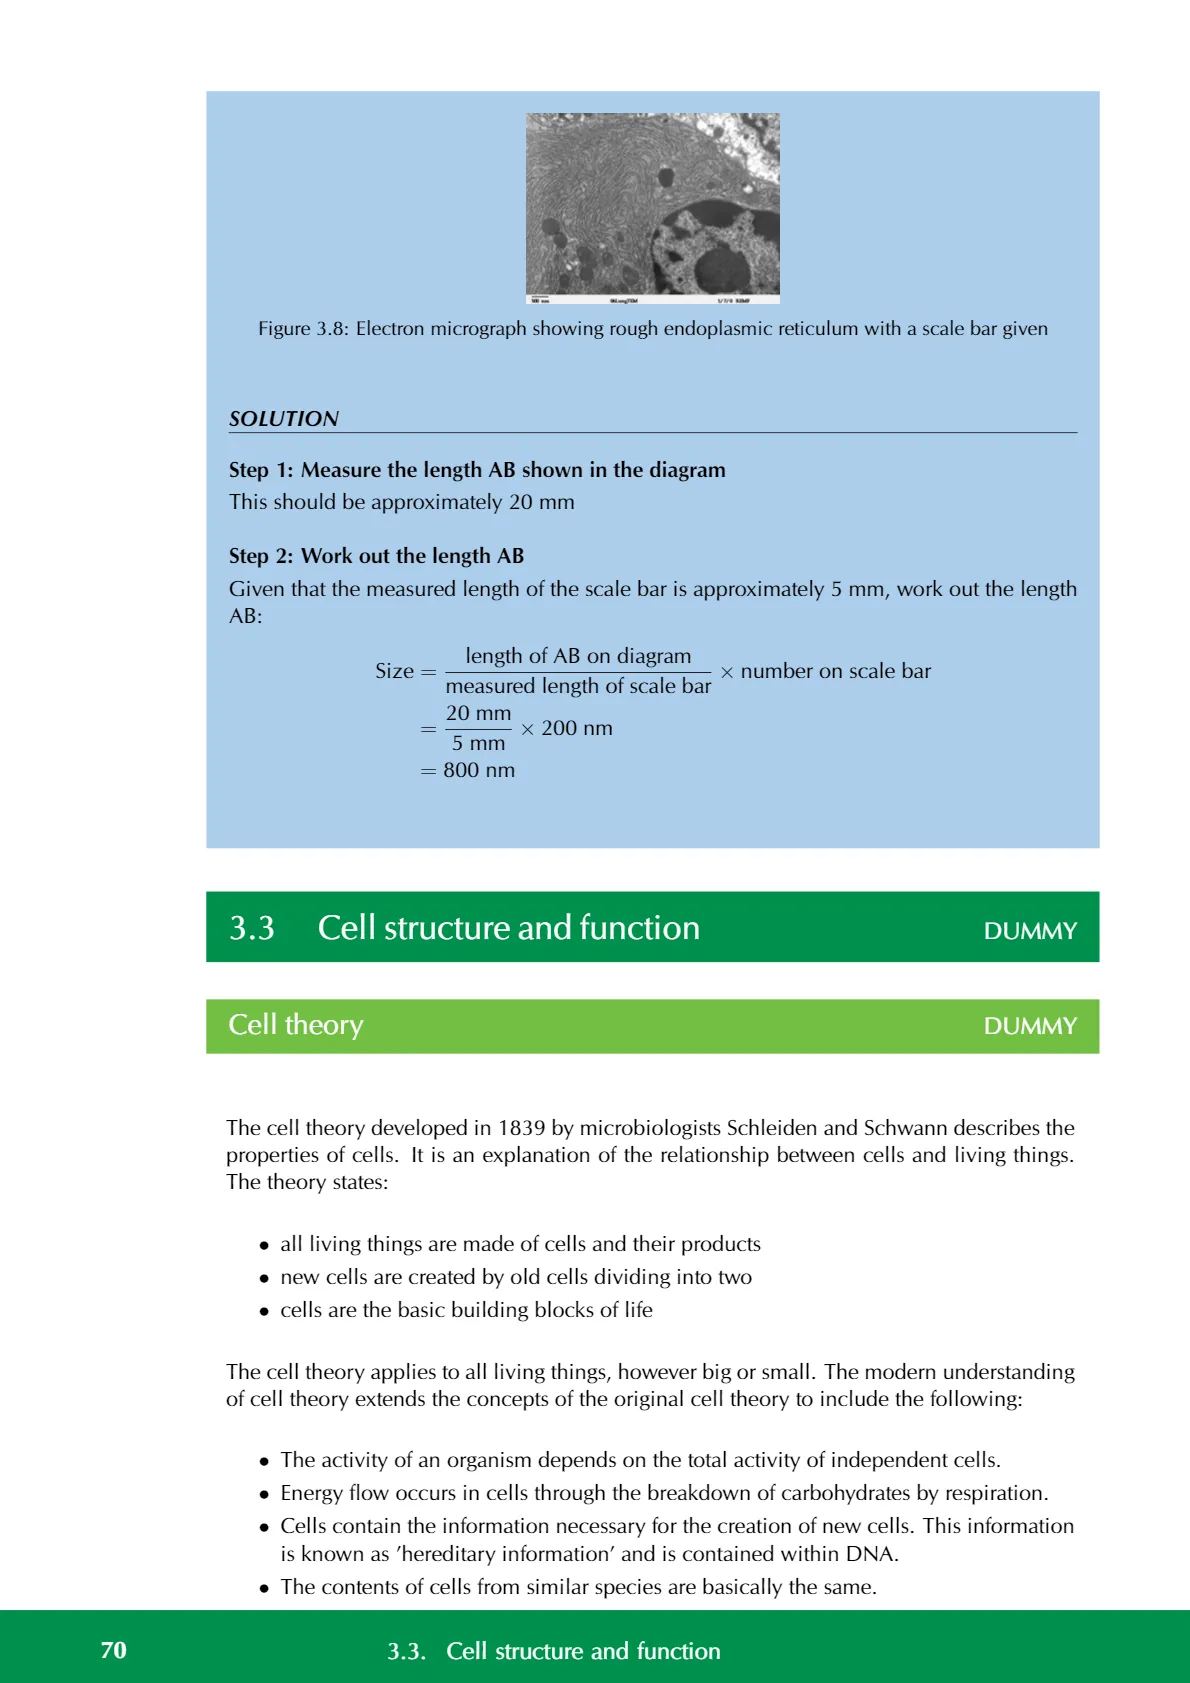 Figure 3.8: Electron micrograph showing rough endoplasmic reticulum with a scale bar given
SOLUTION
Step 1: Measure the length AB shown in the diagram
This should be approximately 20 mm
Step 2: Work out the length AB
Given that the measured length of the scale bar is approximately 5 mm, work out the length
AB:
Size = length of AB on diagram / measured length of scale bar × number on scale bar
= 20 mm / 5 mm × 200 nm
= 800 nm
3.3 Cell structure and function DUMMY
Cell theory DUMMY
The cell theory developed in 1839 by microbiologists Schleiden and Schwann describes the
properties of cells. It is an explanation of the relationship between cells and living things.
The theory states:
• all living things are made of cells and their products
• new cells are created by old cells dividing into two
• cells are the basic building blocks of life
The cell theory applies to all living things, however big or small. The modern understanding
of cell theory extends the concepts of the original cell theory to include the following:
• The activity of an organism depends on the total activity of independent cells.
• Energy flow occurs in cells through the breakdown of carbohydrates by respiration.
• Cells contain the information necessary for the creation of new cells. This information
is known as ’hereditary information’ and is contained within DNA.
• The contents of cells from similar species are basically the same.
70 3.3. Cell structure and function